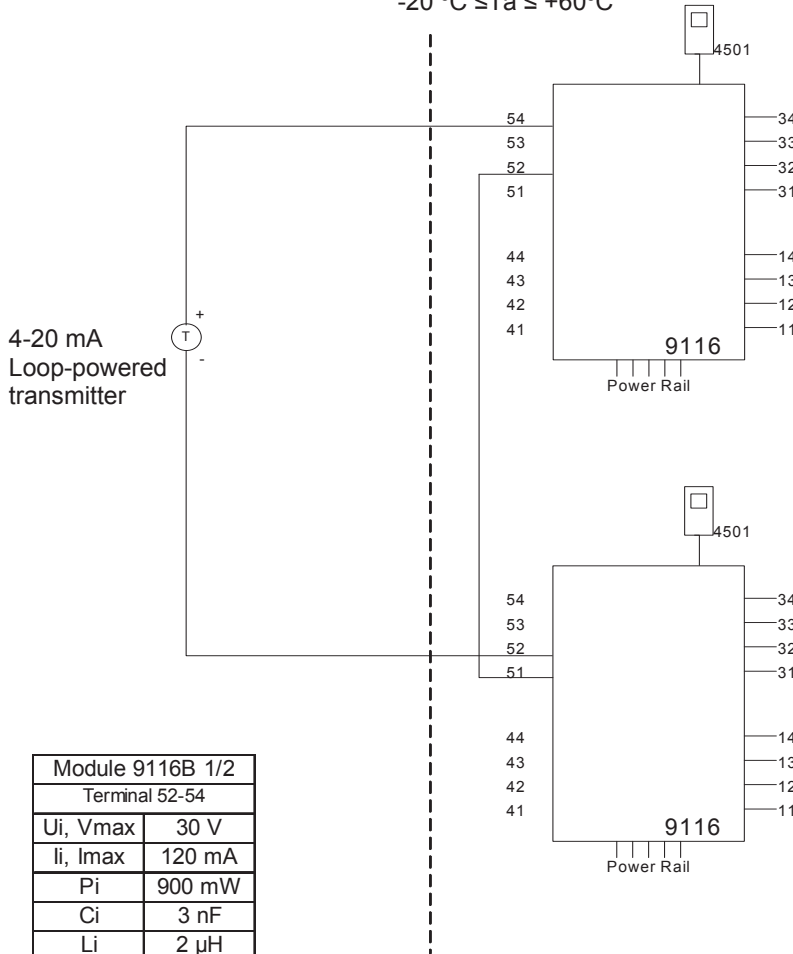 -20 °C ≤Ta ≤ +60°C
4501
54
53
52
51
44
43
42
41
34
33
32
31
14
13
12
11
9116
Power Rail
4-20 mA
Loop-powered
transmitter
+
T
-
4501
54
53
52
51
44
43
42
41
34
33
32
31
14
13
12
11
9116
Power Rail
Module 9116B 1/2
Terminal 52-54
Ui, Vmax 30 V
Ii, Imax 120 mA
Pi 900 mW
Ci 3 nF
Li 2 µH